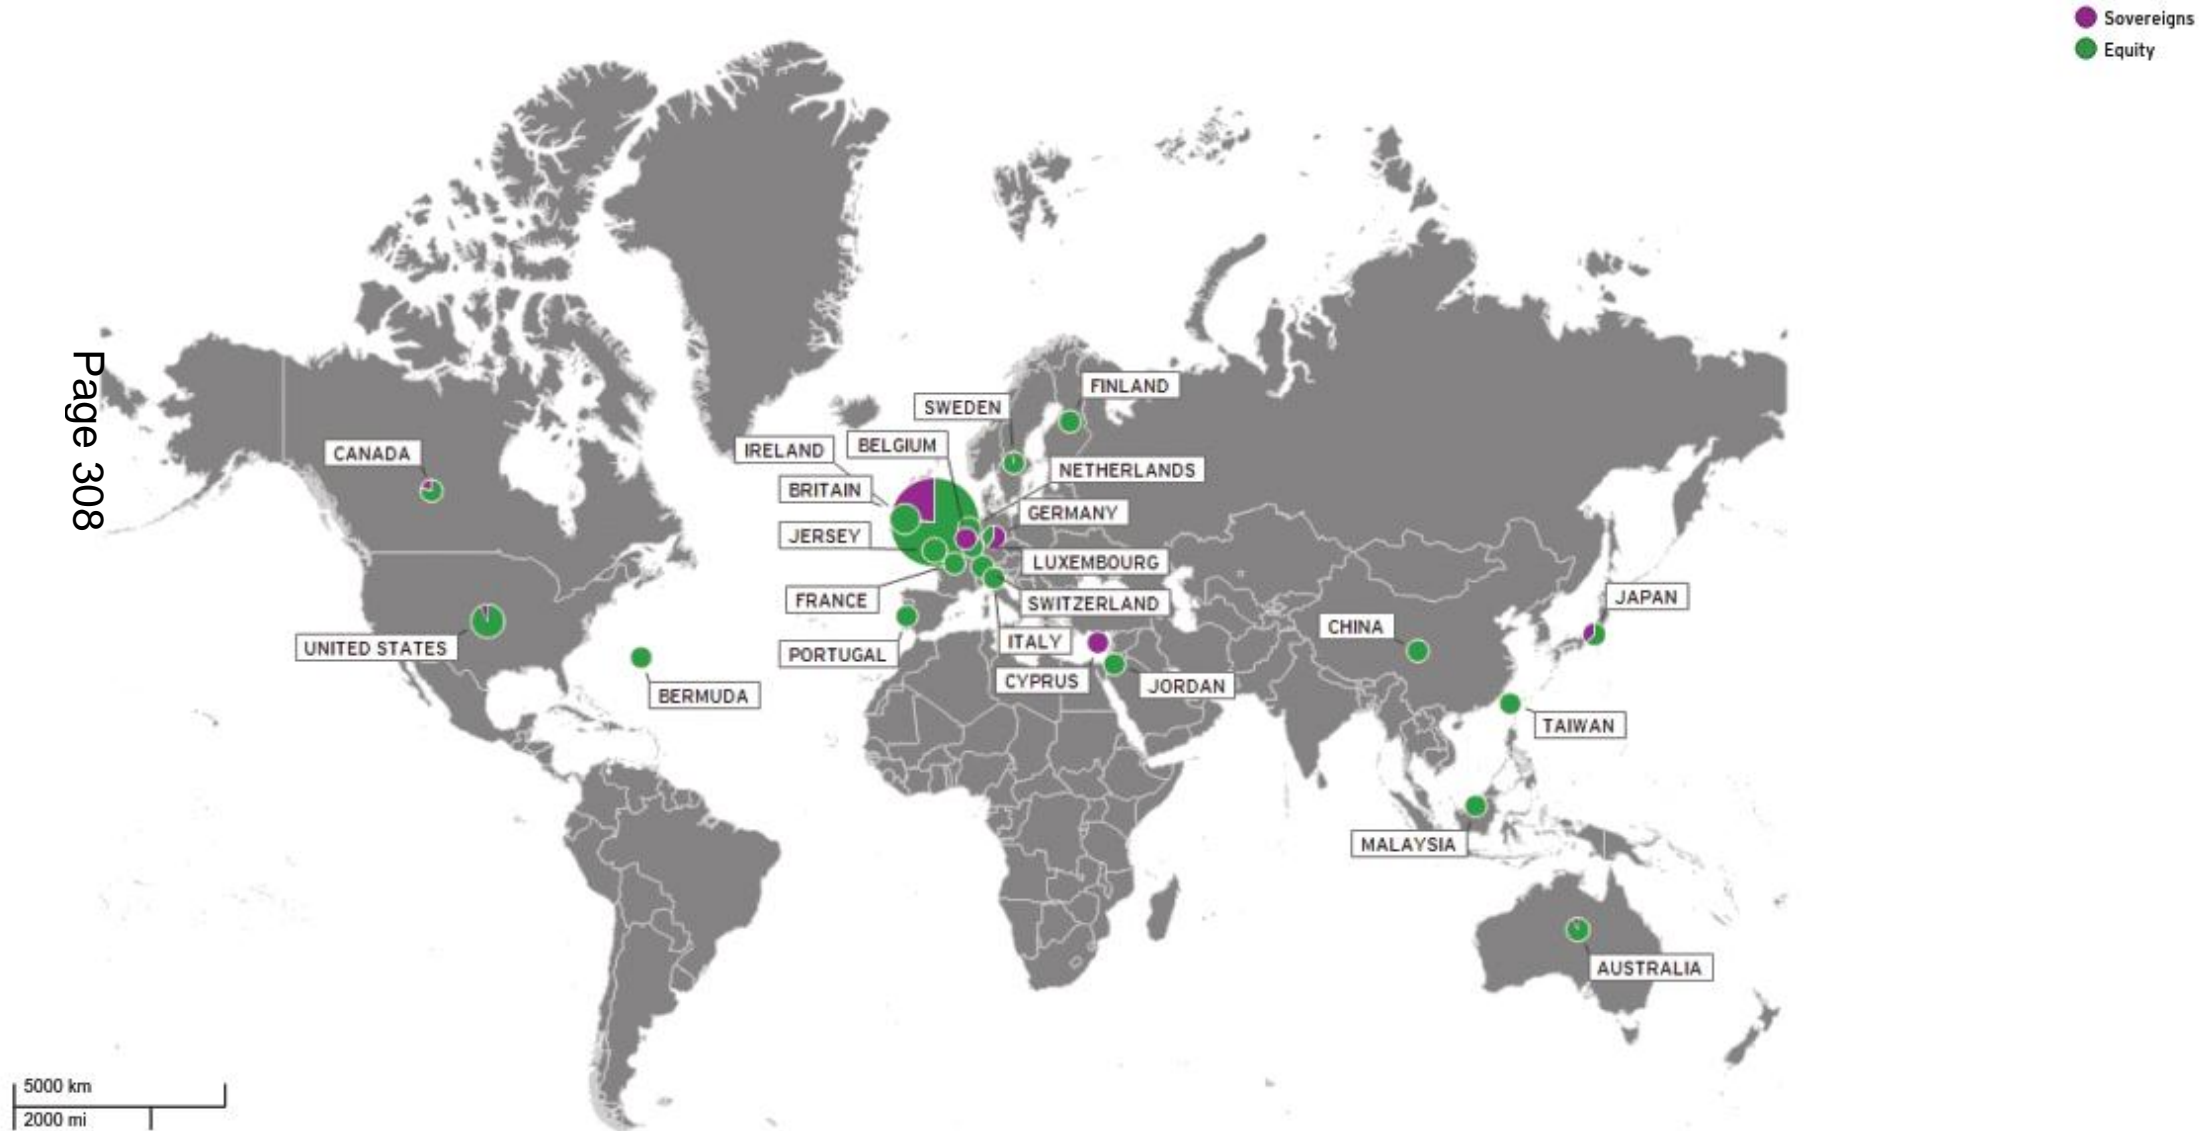 Sovereigns
Equity
Page 308
FINLAND
SWEDEN
IRELAND
BELGIUM
CANADA
NETHERLANDS
BRITAIN
GERMANY
JERSEY
LUXEMBOURG
FRANCE
SWITZERLAND
JAPAN
CHINA
UNITED STATES
PORTUGAL
ITALY
CYPRUS
JORDAN
BERMUDA
TAIWAN
MALAYSIA
AUSTRALIA
5000 km
2000 mi